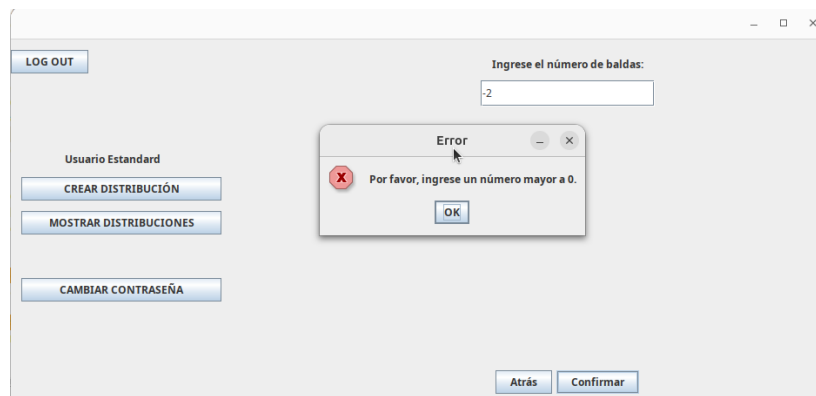 LOG OUT
Ingrese el número de baldas:
-2
Error
Por favor, ingrese un número mayor a 0.
OK
Usuario Estandard
CREAR DISTRIBUCIÓN
MOSTRAR DISTRIBUCIONES
CAMBIAR CONTRASEÑA
Atrás
Confirmar